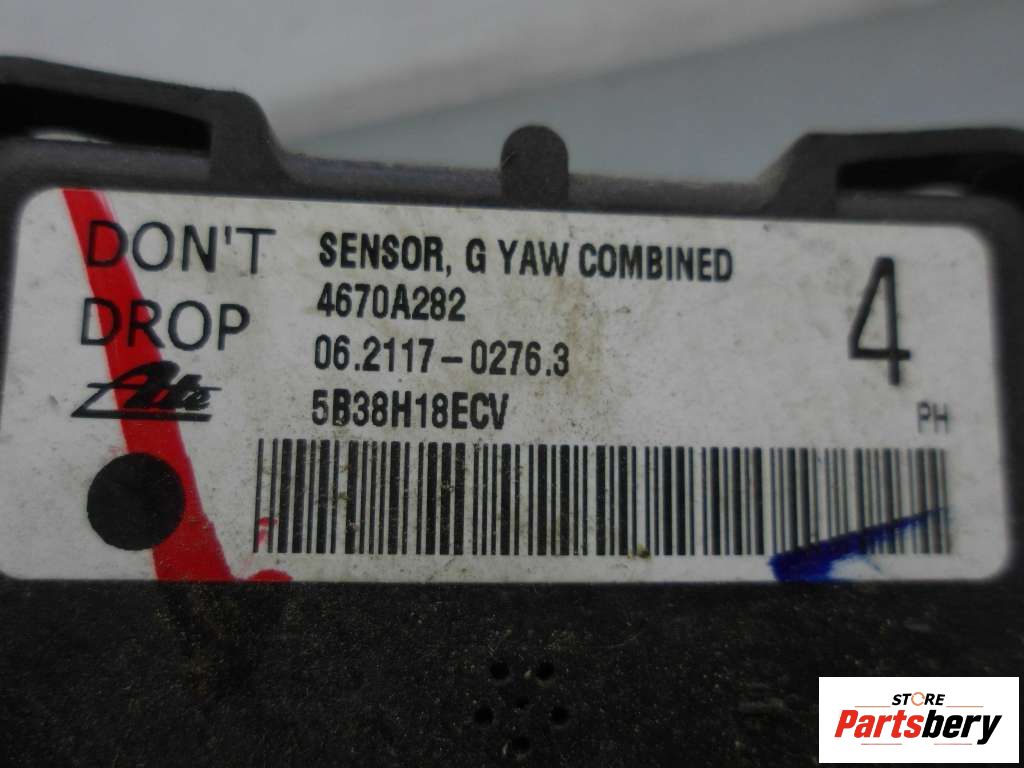 DON'T
DROP
Ate
SENSOR, G YAW COMBINED
4670A282
06.2117-0276.3
5B38H18ECV
4
PH
STORE
Partsbery